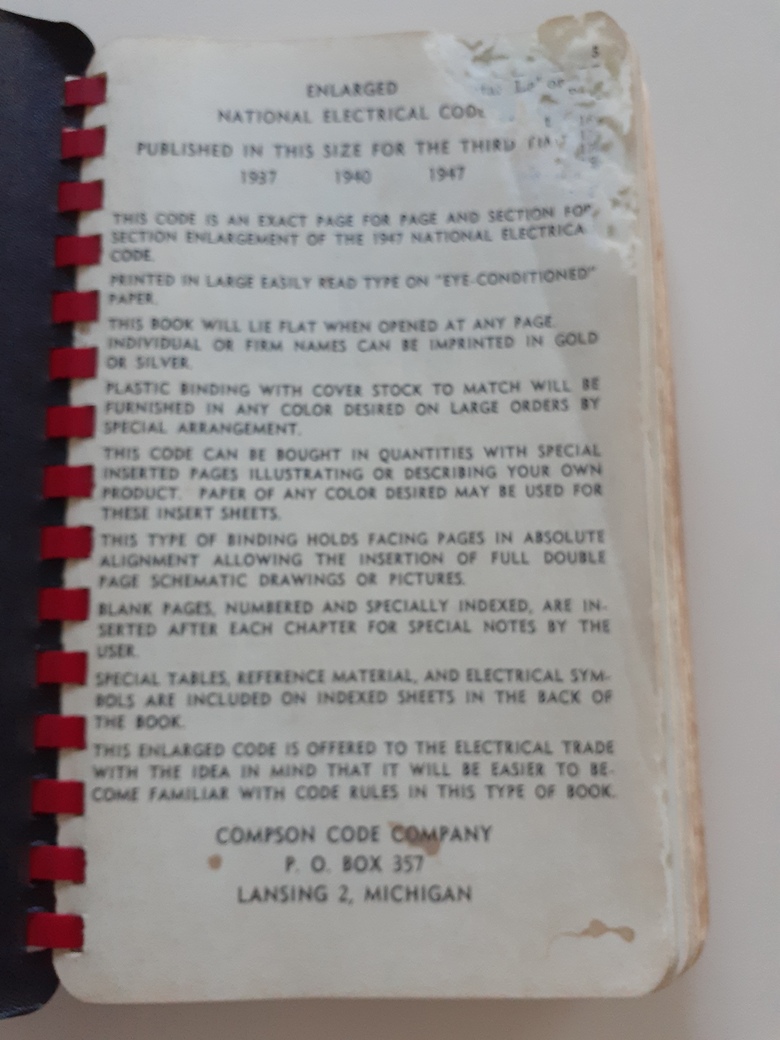 ENLARGED
NATIONAL ELECTRICAL CODE
PUBLISHED IN THIS SIZE FOR THE THIRD TIM
1937 1940 1947
THIS CODE IS AN EXACT PAGE FOR PAGE AND SECTION FOR
SECTION ENLARGEMENT OF THE 1947 NATIONAL ELECTRICA
CODE.
PRINTED IN LARGE EASILY READ TYPE ON "EYE-CONDITIONED"
PAPER.
THIS BOOK WILL LIE FLAT WHEN OPENED AT ANY PAGE.
INDIVIDUAL OR FIRM NAMES CAN BE IMPRINTED IN GOLD
OR SILVER.
PLASTIC BINDING WITH COVER STOCK TO MATCH WILL BE
FURNISHED IN ANY COLOR DESIRED ON LARGE ORDERS BY
SPECIAL ARRANGEMENT.
THIS CODE CAN BE BOUGHT IN QUANTITIES WITH SPECIAL
INSERTED PAGES ILLUSTRATING OR DESCRIBING YOUR OWN
PRODUCT. PAPER OF ANY COLOR DESIRED MAY BE USED FOR
THESE INSERT SHEETS.
THIS TYPE OF BINDING HOLDS FACING PAGES IN ABSOLUTE
ALIGNMENT ALLOWING THE INSERTION OF FULL DOUBLE
PAGE SCHEMATIC DRAWINGS OR PICTURES.
BLANK PAGES, NUMBERED AND SPECIALLY INDEXED, ARE IN-
SERTED AFTER EACH CHAPTER FOR SPECIAL NOTES BY THE
USER.
SPECIAL TABLES, REFERENCE MATERIAL, AND ELECTRICAL SYM-
BOLS ARE INCLUDED ON INDEXED SHEETS IN THE BACK OF
THE BOOK.
THIS ENLARGED CODE IS OFFERED TO THE ELECTRICAL TRADE
WITH THE IDEA IN MIND THAT IT WILL BE EASIER TO BE-
COME FAMILIAR WITH CODE RULES IN THIS TYPE OF BOOK.
COMPSON CODE COMPANY
P. O. BOX 357
LANSING 2, MICHIGAN